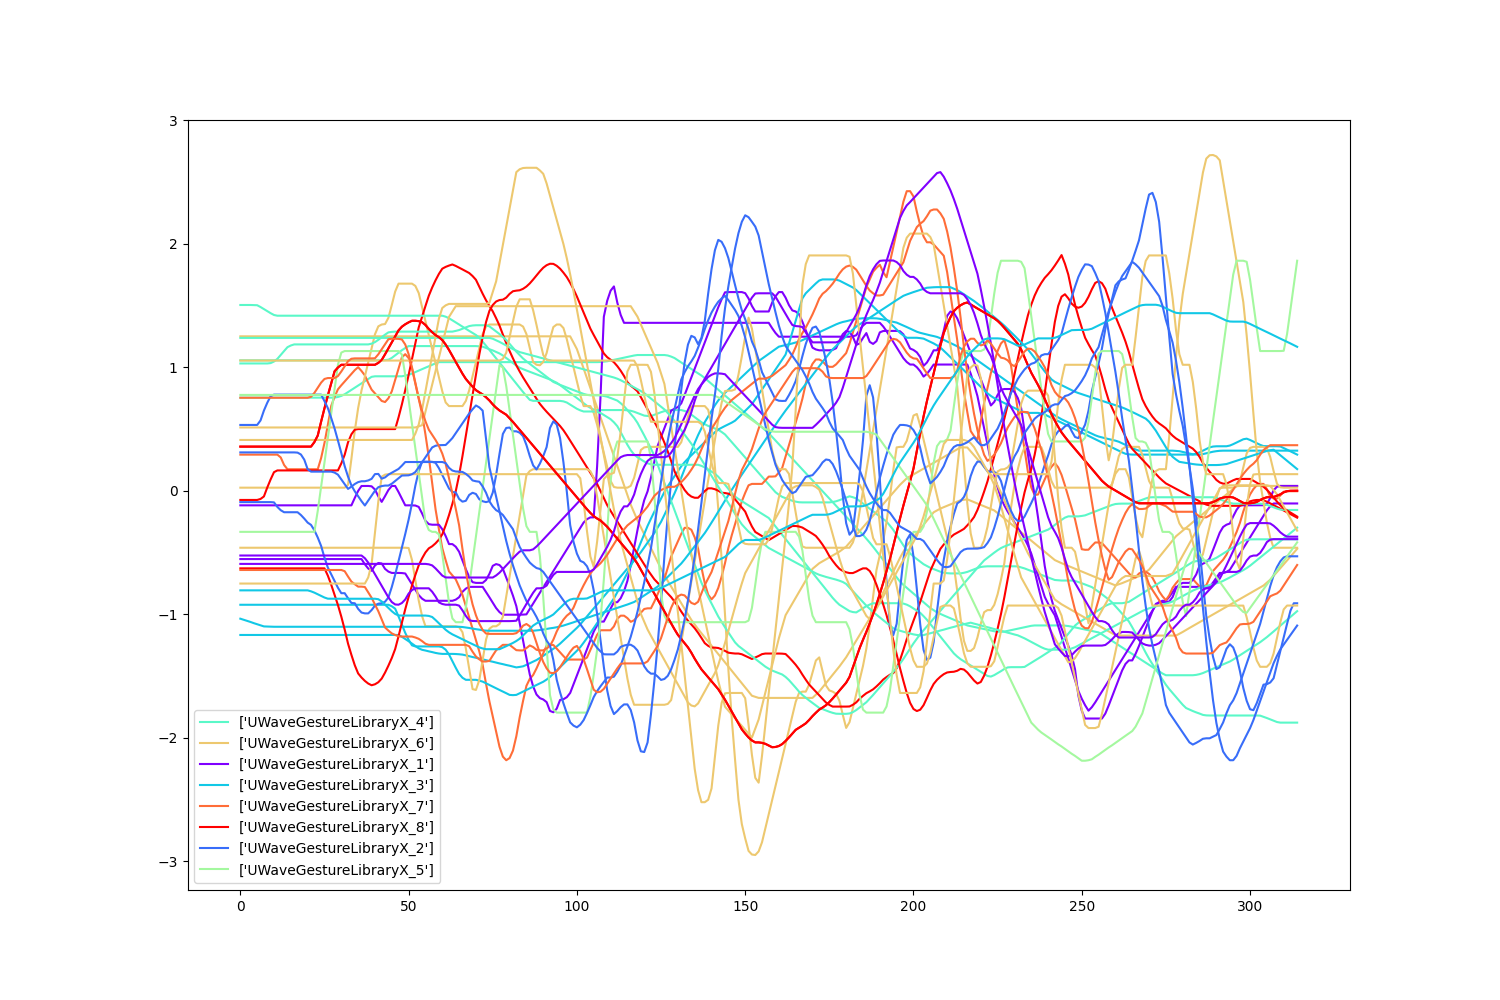 3
2
1
0
−1
−2
−3
0 50 100 150 200 250 300
['UWaveGestureLibraryX_4']
['UWaveGestureLibraryX_6']
['UWaveGestureLibraryX_1']
['UWaveGestureLibraryX_3']
['UWaveGestureLibraryX_7']
['UWaveGestureLibraryX_8']
['UWaveGestureLibraryX_2']
['UWaveGestureLibraryX_5']